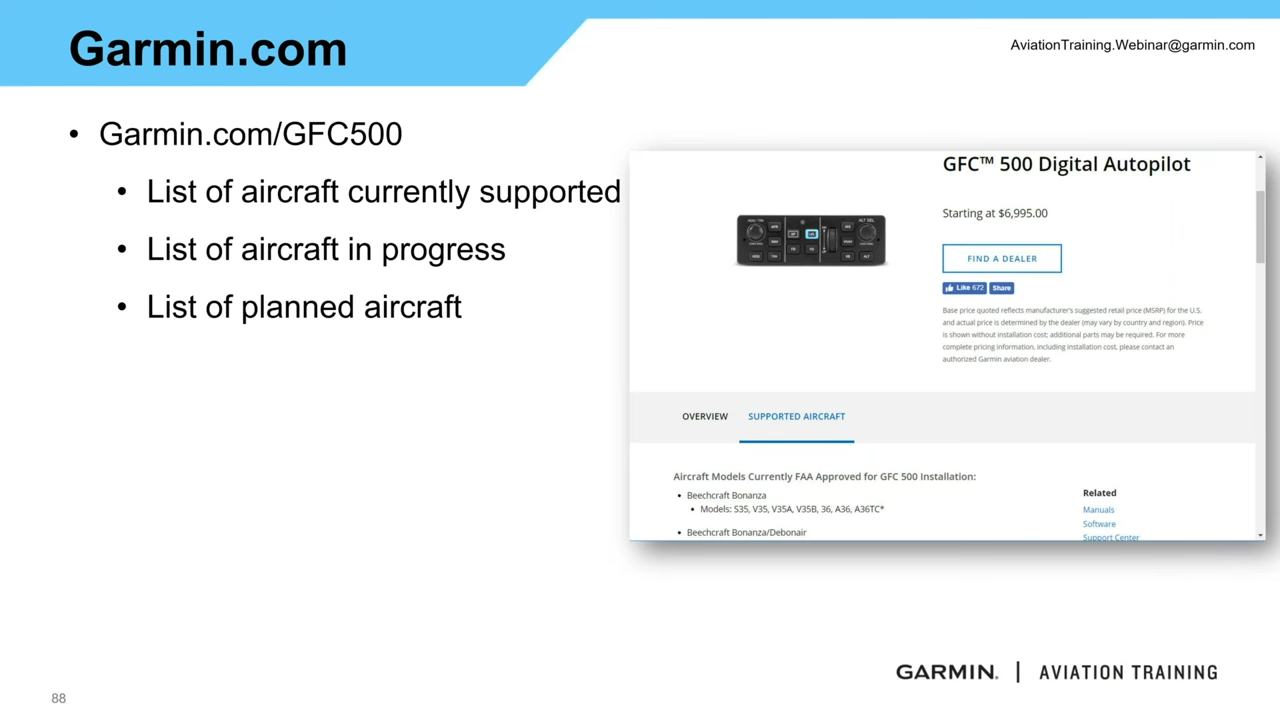 Garmin.com
AviationTraining.Webinar@garmin.com
• Garmin.com/GFC500
• List of aircraft currently supported
• List of aircraft in progress
• List of planned aircraft
GFC™ 500 Digital Autopilot
Starting at $6,995.00
FIND A DEALER
Like 672 Share
Base price quoted reflects manufacturer's suggested retail price (MSRP) for the U.S.
and actual price is determined by the dealer (may vary by country and region). Price
is shown without installation cost; additional parts may be required. For more
complete pricing information, including installation cost, please contact an
authorized Garmin aviation dealer.
OVERVIEW SUPPORTED AIRCRAFT
Aircraft Models Currently FAA Approved for GFC 500 Installation:
• Beechcraft Bonanza
• Models: S35, V35, V35A, V35B, 36, A36, A36TC*
• Beechcraft Bonanza/Debonair
Related
Manuals
Software
Support Center
GARMIN. | AVIATION TRAINING
88